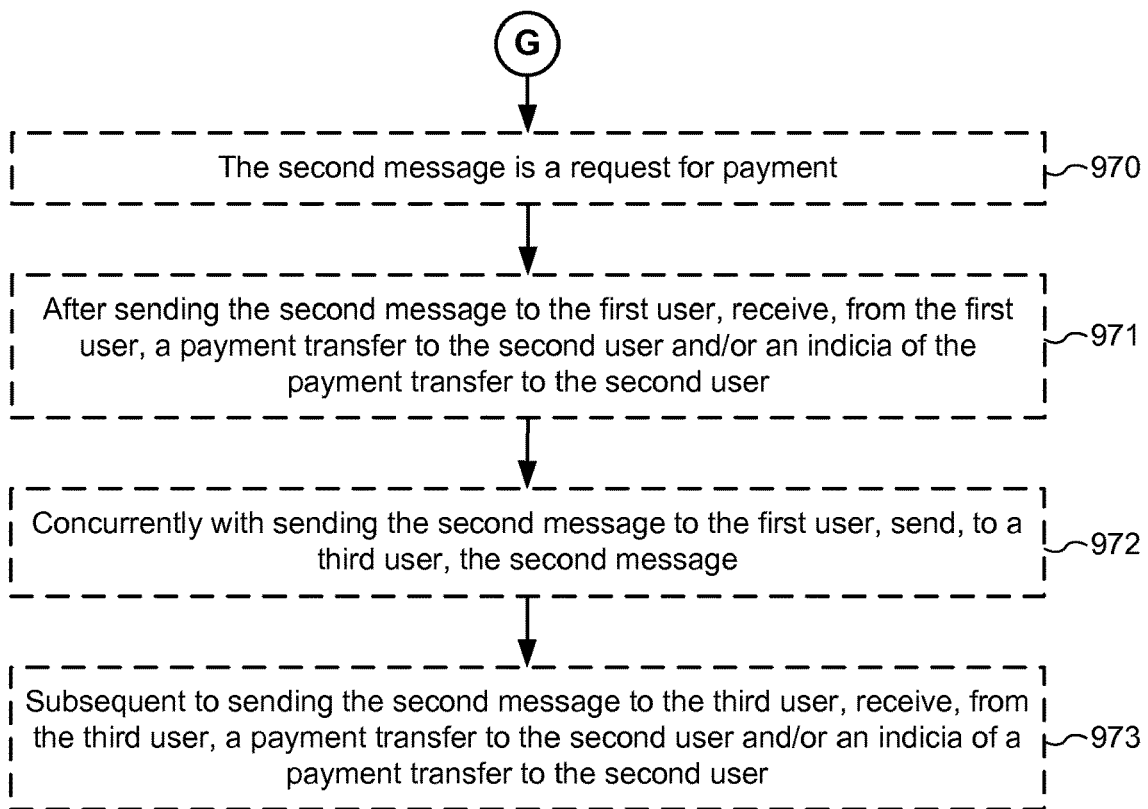 G
The second message is a request for payment
970
After sending the second message to the first user, receive, from the first
user, a payment transfer to the second user and/or an indicia of the
payment transfer to the second user
971
Concurrently with sending the second message to the first user, send, to a
third user, the second message
972
Subsequent to sending the second message to the third user, receive, from
the third user, a payment transfer to the second user and/or an indicia of a
payment transfer to the second user
973